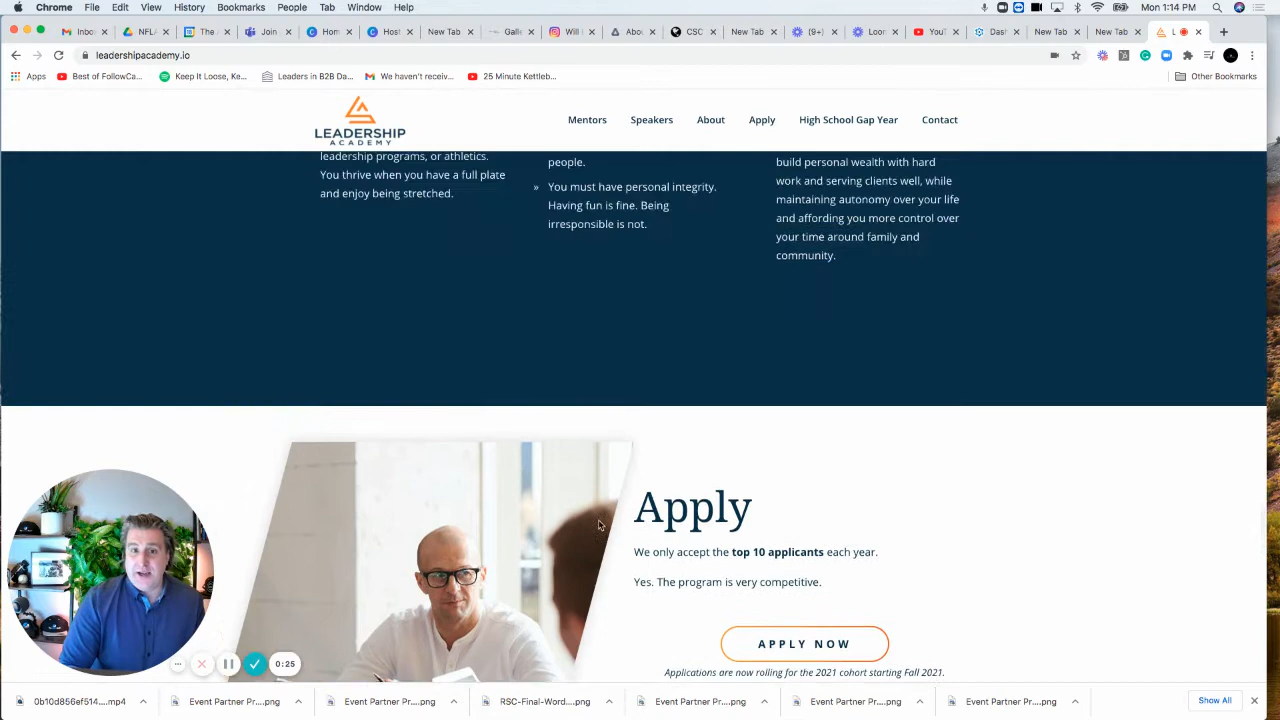 Chrome File Edit View History Bookmarks People Tab Window Help Mon 1:14 PM
Inbo NFL The Join Hom Host New Tab Galle Will Abou CSC New Tab (9+) Loon YouT Das New Tab New Tab L
leadershipacademy.io
Apps Best of FollowCa... Keep It Loose, Ke... Leaders in B2B Da... We haven't receiv... 25 Minute Kettleb... Other Bookmarks
LEADERSHIP
ACADEMY
Mentors Speakers About Apply High School Gap Year Contact
leadership programs, or athletics.
You thrive when you have a full plate
and enjoy being stretched.
people.
» You must have personal integrity.
Having fun is fine. Being
irresponsible is not.
build personal wealth with hard
work and serving clients well, while
maintaining autonomy over your life
and affording you more control over
your time around family and
community.
Apply
We only accept the top 10 applicants each year.
Yes. The program is very competitive.
APPLY NOW
Applications are now rolling for the 2021 cohort starting Fall 2021.
0:25
0b10d856ef514....mp4 Event Partner Pr....png Event Partner Pr....png RSC-Final-Word....png Event Partner Pr....png Event Partner Pr....png Event Partner Pr....png Show All